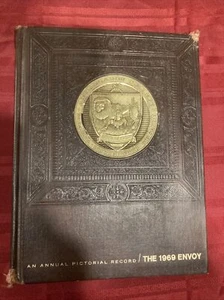 AN ANNUAL PICTORIAL RECORD / THE 1969 ENVOY